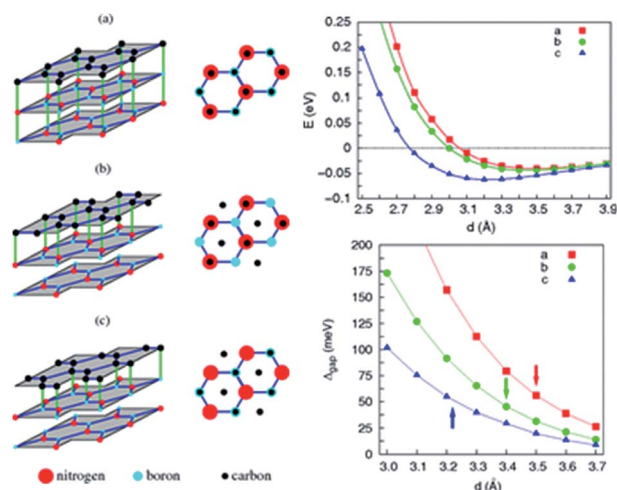 (a)
(b)
(c)
nitrogen boron carbon
0.25
0.2
0.15
0.1
0.05
0
−0.05
−0.1
E (eV)
a
b
c
2.5 2.7 2.9 3.1 3.3 3.5 3.7 3.9
d (Å)
200
175
150
125
100
75
50
25
0
Δgap (meV)
a
b
c
3.0 3.1 3.2 3.3 3.4 3.5 3.6 3.7
d (Å)